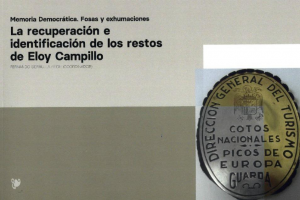 Memoria Democrática. Fosas y exhumaciones
La recuperación e
identificación de los restos
de Eloy Campillo
DIRECCION GENERAL DEL TURISMO
COTOS
NACIONALES
PICOS DE
EUROPA
GUARDA